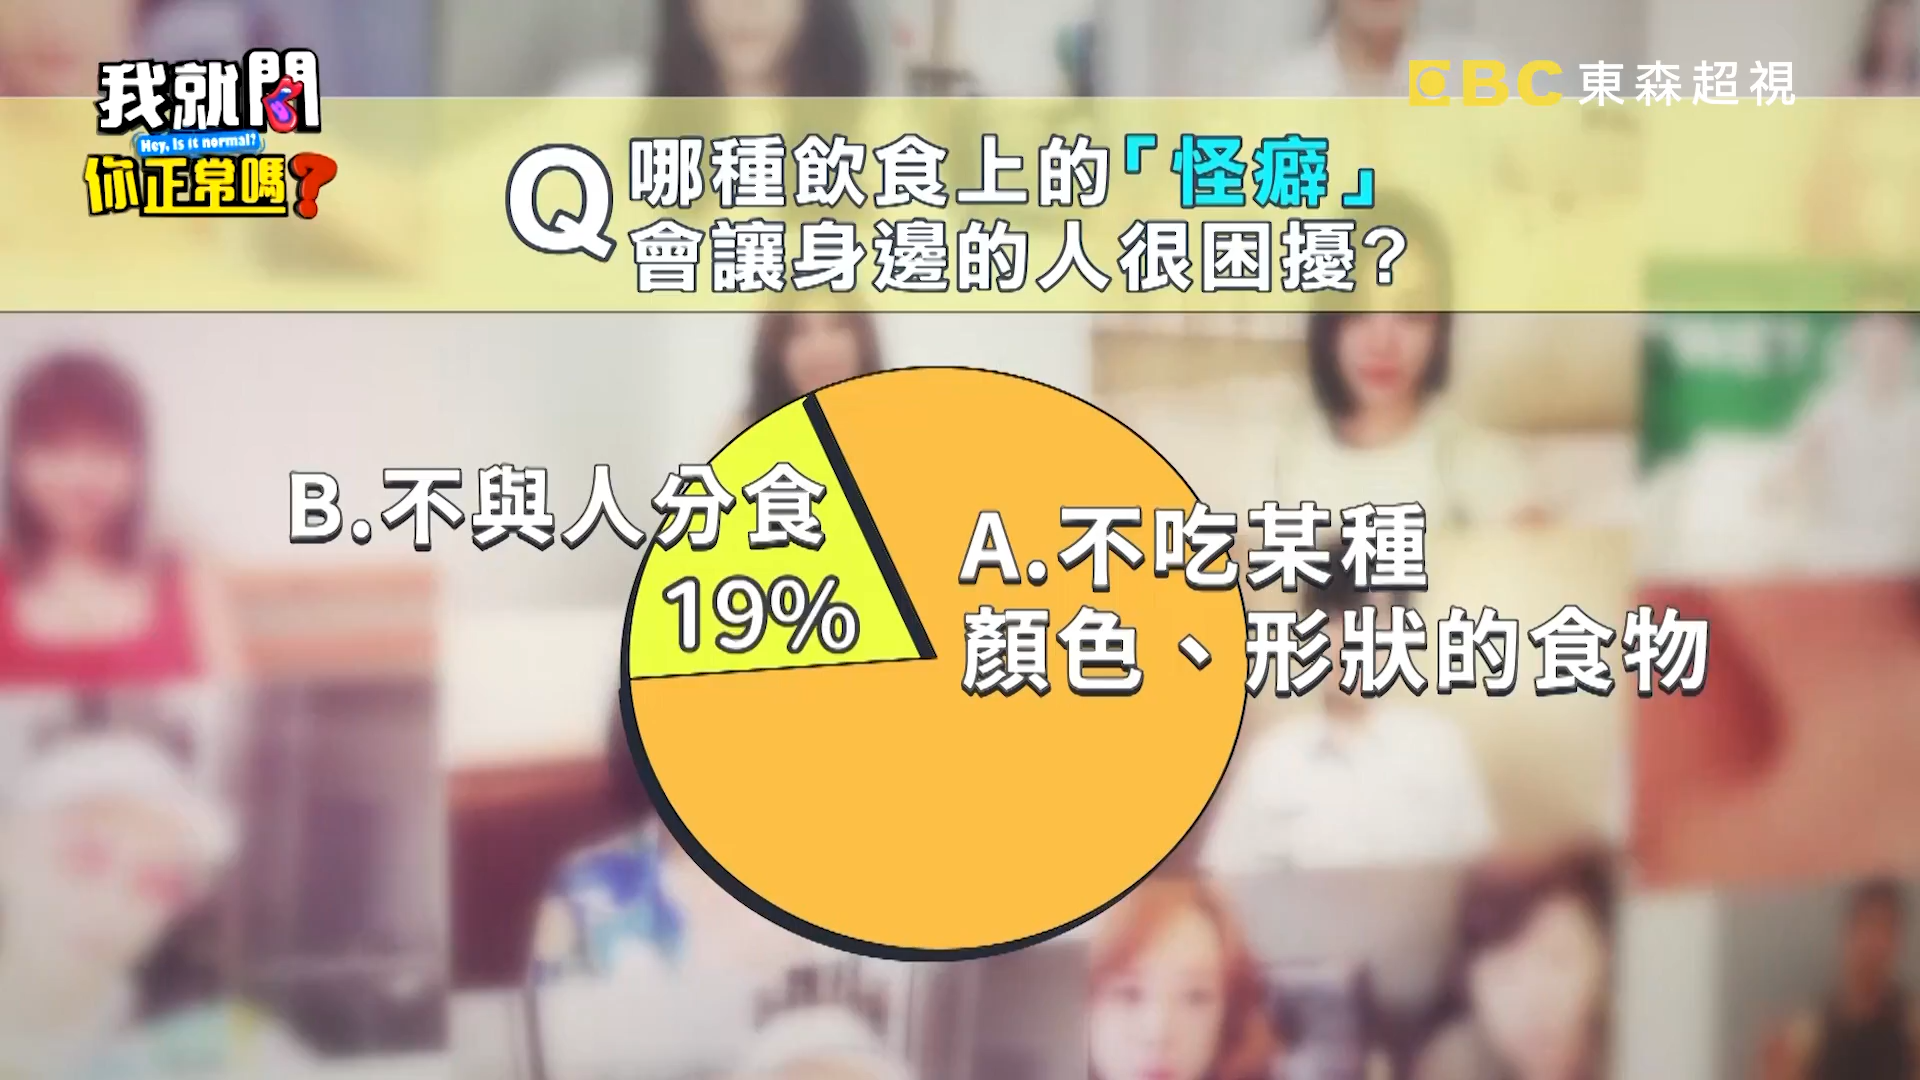 我就問
Hey, Is it normal?
你正常嗎?
EBC 東森超視
Q 哪種飲食上的「怪癖」
會讓身邊的人很困擾?
B.不與人分食
19%
A.不吃某種
顏色、形狀的食物